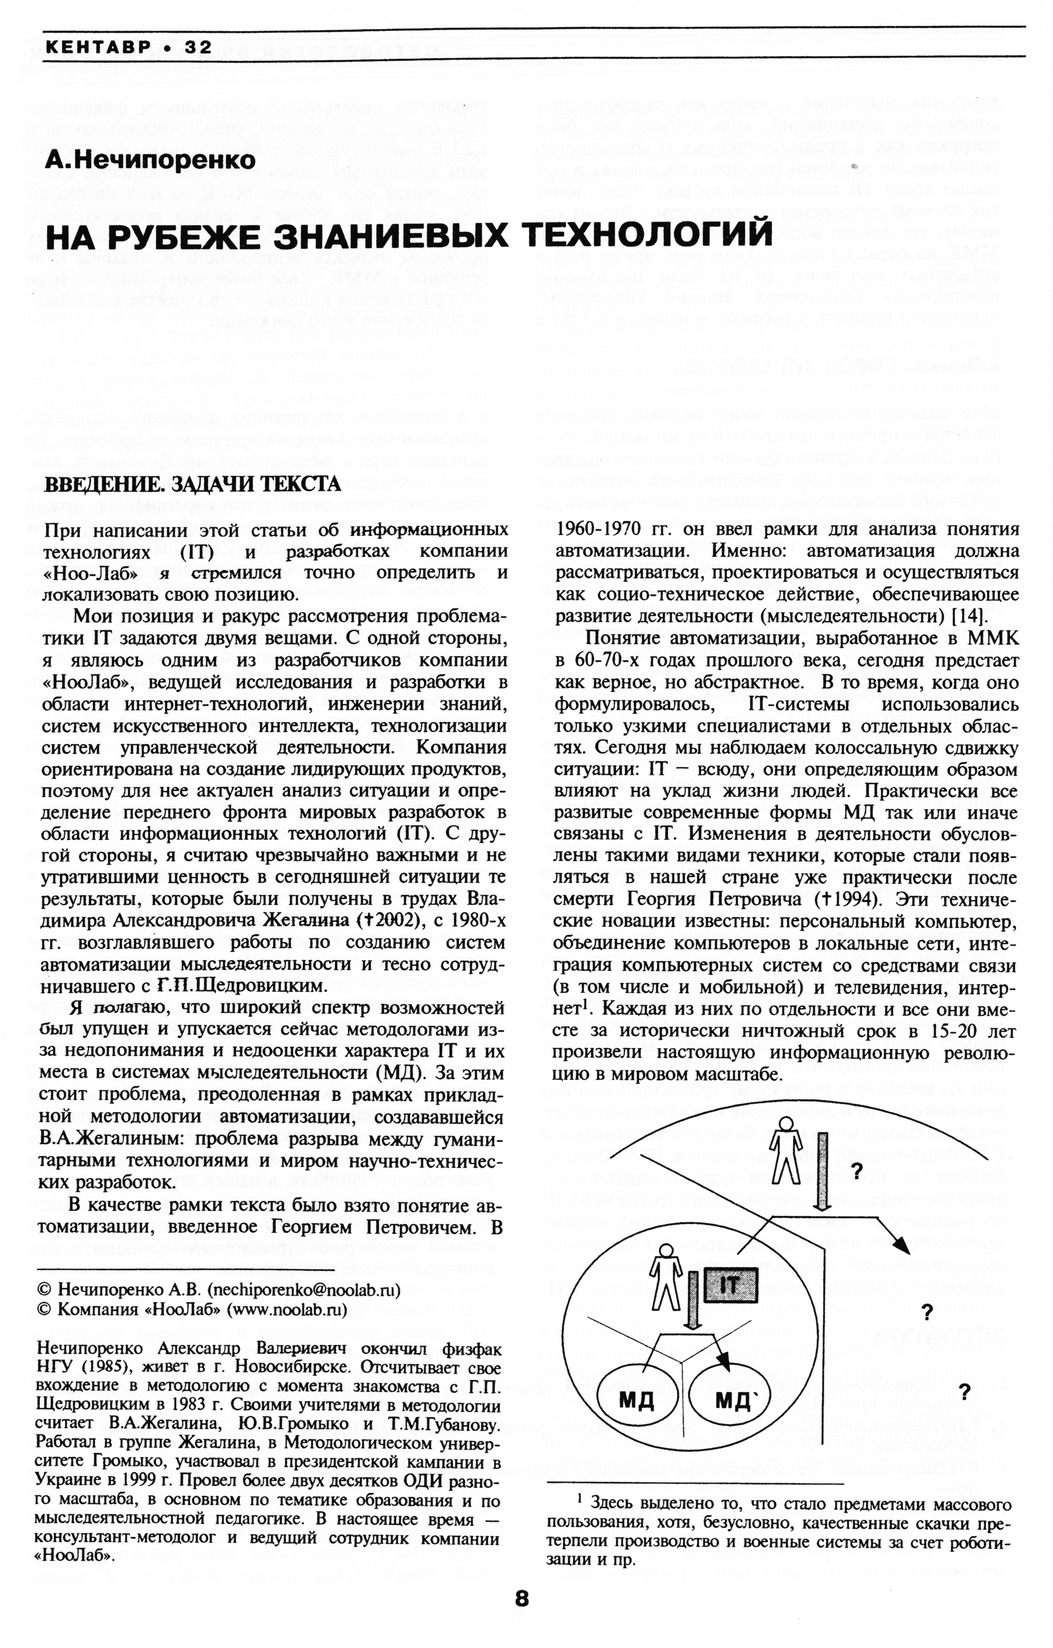 КЕНТАВР • 32
А.Нечипоренко
НА РУБЕЖЕ ЗНАНИЕВЫХ ТЕХНОЛОГИЙ
ВВЕДЕНИЕ. ЗАДАЧИ ТЕКСТА
При написании этой статьи об информационных
технологиях (IT) и разработках компании
«Ноо-Лаб» я стремился точно определить и
локализовать свою позицию.
Мои позиция и ракурс рассмотрения проблема-
тики IT задаются двумя вещами. С одной стороны,
я являюсь одним из разработчиков компании
«НооЛаб», ведущей исследования и разработки в
области интернет-технологий, инженерии знаний,
систем искусственного интеллекта, технологизации
систем управленческой деятельности. Компания
ориентирована на создание лидирующих продуктов,
поэтому для нее актуален анализ ситуации и опре-
деление переднего фронта мировых разработок в
области информационных технологий (IT). С дру-
гой стороны, я считаю чрезвычайно важными и не
утратившими ценность в сегодняшней ситуации те
результаты, которые были получены в трудах Вла-
димира Александровича Жегалина (†2002), с 1980-х
гг. возглавлявшего работы по созданию систем
автоматизации мыследеятельности и тесно сотруд-
ничавшего с Г.П.Щедровицким.
Я полагаю, что широкий спектр возможностей
был упущен и упускается сейчас методологами из-
за недопонимания и недооценки характера IT и их
места в системах мыследеятельности (МД). За этим
стоит проблема, преодоленная в рамках приклад-
ной методологии автоматизации, создававшейся
В.А.Жегалиным: проблема разрыва между гумани-
тарными технологиями и миром научно-техничес-
ких разработок.
В качестве рамки текста было взято понятие ав-
томатизации, введенное Георгием Петровичем. В
© Нечипоренко А.В. (nechiporenko@noolab.ru)
© Компания «НооЛаб» (www.noolab.ru)
Нечипоренко Александр Валериевич окончил физфак
НГУ (1985), живет в г. Новосибирске. Отсчитывает свое
вхождение в методологию с момента знакомства с Г.П.
Щедровицким в 1983 г. Своими учителями в методологии
считает В.А.Жегалина, Ю.В.Громыко и Т.М.Губанову.
Работал в группе Жегалина, в Методологическом универ-
ситете Громыко, участвовал в президентской кампании в
Украине в 1999 г. Провел более двух десятков ОДИ разно-
го масштаба, в основном по тематике образования и по
мыследеятельностной педагогике. В настоящее время —
консультант-методолог и ведущий сотрудник компании
«НооЛаб».
1960-1970 гг. он ввел рамки для анализа понятия
автоматизации. Именно: автоматизация должна
рассматриваться, проектироваться и осуществляться
как социо-техническое действие, обеспечивающее
развитие деятельности (мыследеятельности) [14].
Понятие автоматизации, выработанное в ММК
в 60-70-х годах прошлого века, сегодня предстает
как верное, но абстрактное. В то время, когда оно
формулировалось, IT-системы использовались
только узкими специалистами в отдельных облас-
тях. Сегодня мы наблюдаем колоссальную сдвижку
ситуации: IT — всюду, они определяющим образом
влияют на уклад жизни людей. Практически все
развитые современные формы МД так или иначе
связаны с IT. Изменения в деятельности обуслов-
лены такими видами техники, которые стали появ-
ляться в нашей стране уже практически после
смерти Георгия Петровича (†1994). Эти техниче-
ские новации известны: персональный компьютер,
объединение компьютеров в локальные сети, инте-
грация компьютерных систем со средствами связи
(в том числе и мобильной) и телевидения, интер-
нет¹. Каждая из них по отдельности и все они вме-
сте за исторически ничтожный срок в 15-20 лет
произвели настоящую информационную револю-
цию в мировом масштабе.
?
IT
?
МД
МД`
?
¹ Здесь выделено то, что стало предметами массового
пользования, хотя, безусловно, качественные скачки пре-
терпели производство и военные системы за счет роботи-
зации и пр.
8